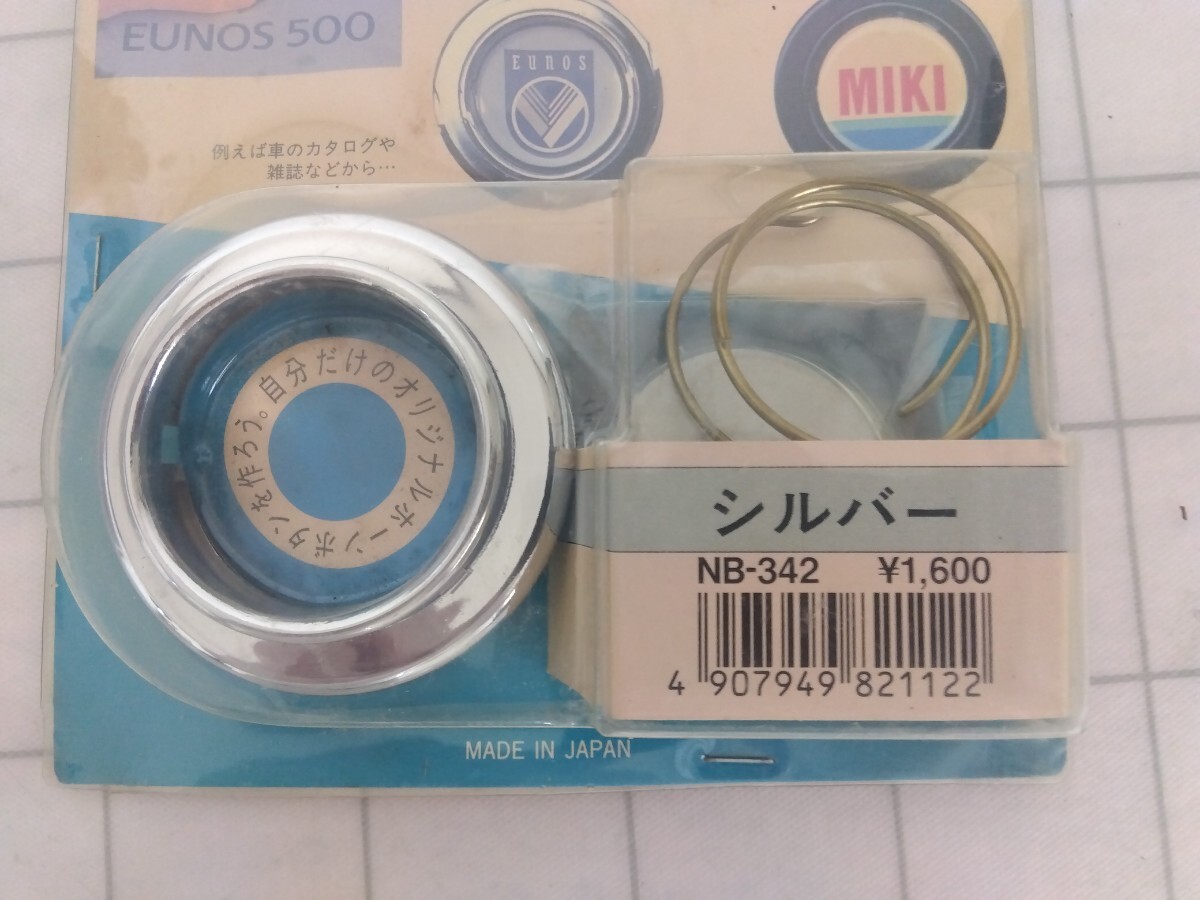 EUNOS 500
EUNOS
MIKI
例えば車のカタログや
雑誌などから…
自分だけのオリジナルホーンボタンを作ろう。
シルバー
NB-342 ¥1,600
4 907949 821122
MADE IN JAPAN